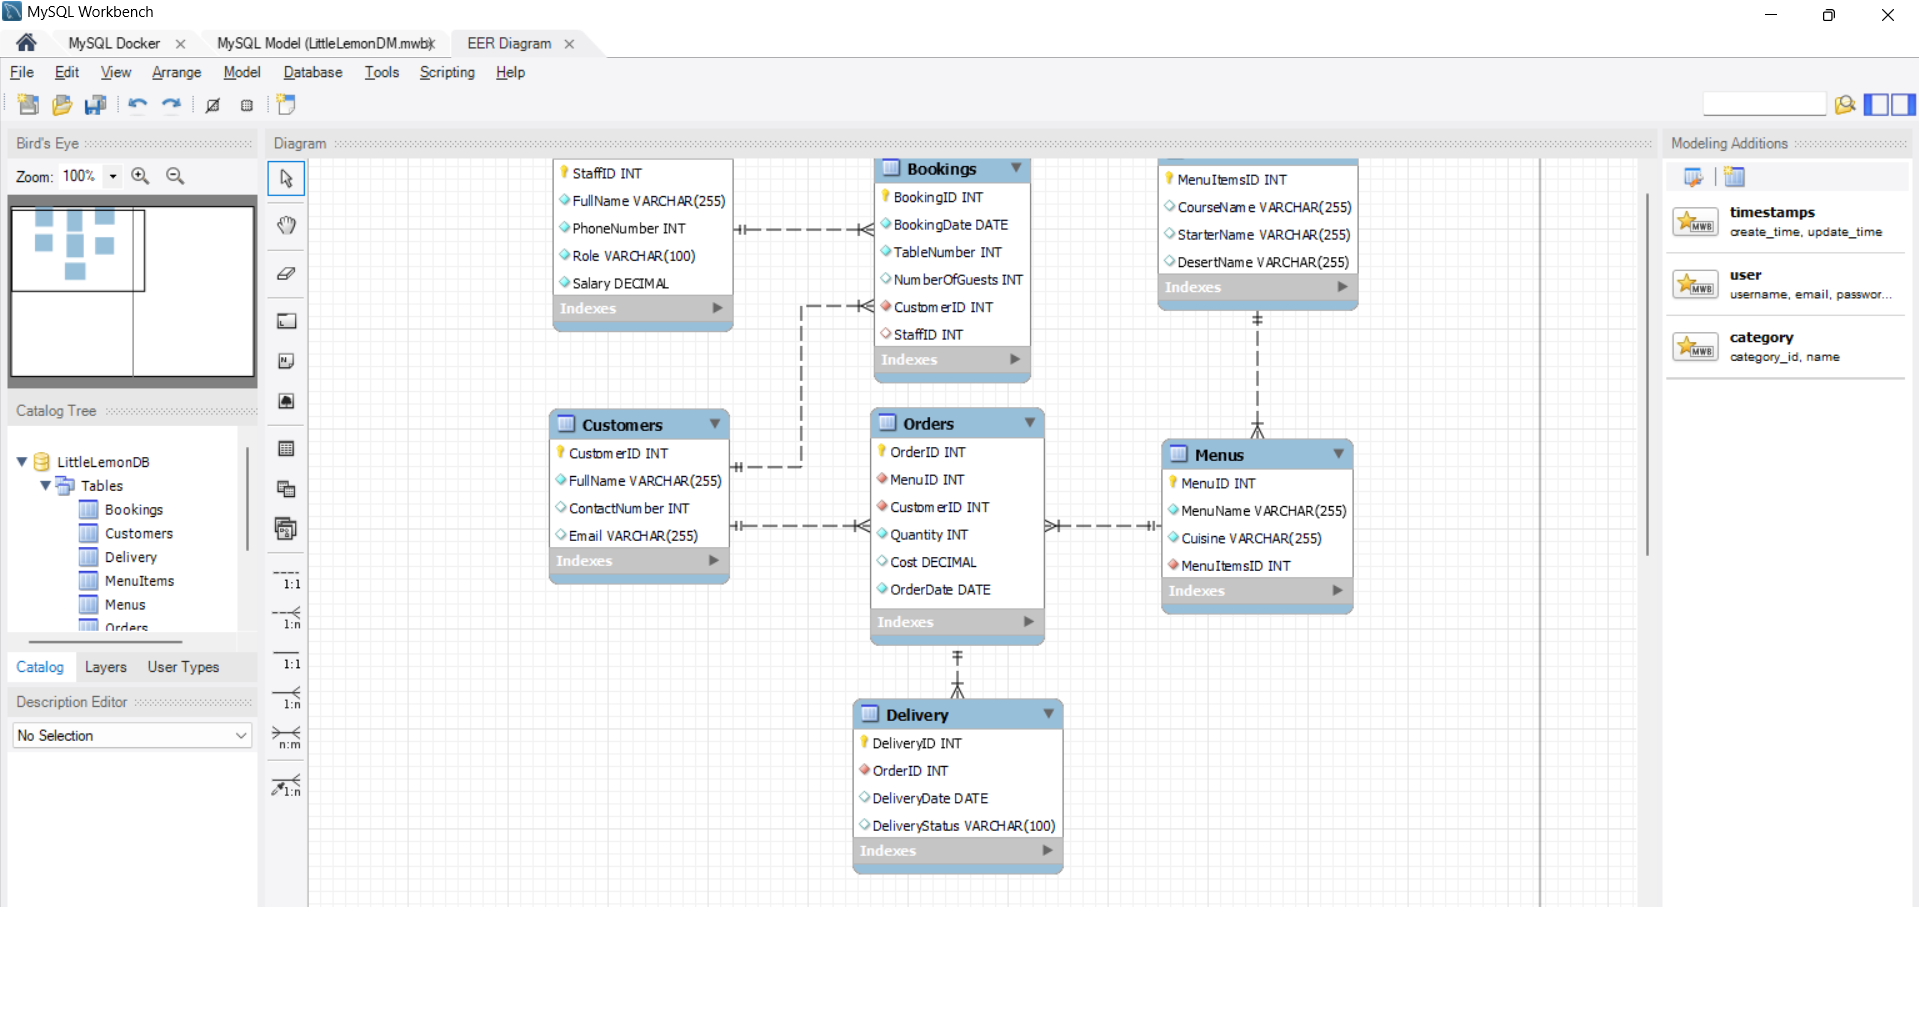 MySQL Workbench
MySQL Docker
MySQL Model (LittleLemonDM.mwb)
EER Diagram
File Edit View Arrange Model Database Tools Scripting Help
Bird's Eye
Zoom: 100%
Catalog Tree
LittleLemonDB
Tables
Bookings
Customers
Delivery
MenuItems
Menus
Orders
Catalog Layers User Types
Description Editor
No Selection
Diagram
1:1
1:n
1:1
1:n
n:m
1:n
StaffID INT
FullName VARCHAR(255)
PhoneNumber INT
Role VARCHAR(100)
Salary DECIMAL
Indexes
Bookings
BookingID INT
BookingDate DATE
TableNumber INT
NumberOfGuests INT
CustomerID INT
StaffID INT
Indexes
MenuItemsID INT
CourseName VARCHAR(255)
StarterName VARCHAR(255)
DesertName VARCHAR(255)
Indexes
Customers
CustomerID INT
FullName VARCHAR(255)
ContactNumber INT
Email VARCHAR(255)
Indexes
Orders
OrderID INT
MenuID INT
CustomerID INT
Quantity INT
Cost DECIMAL
OrderDate DATE
Indexes
Menus
MenuID INT
MenuName VARCHAR(255)
Cuisine VARCHAR(255)
MenuItemsID INT
Indexes
Delivery
DeliveryID INT
OrderID INT
DeliveryDate DATE
DeliveryStatus VARCHAR(100)
Indexes
Modeling Additions
MWB
timestamps
create_time, update_time
MWB
user
username, email, passwor...
MWB
category
category_id, name